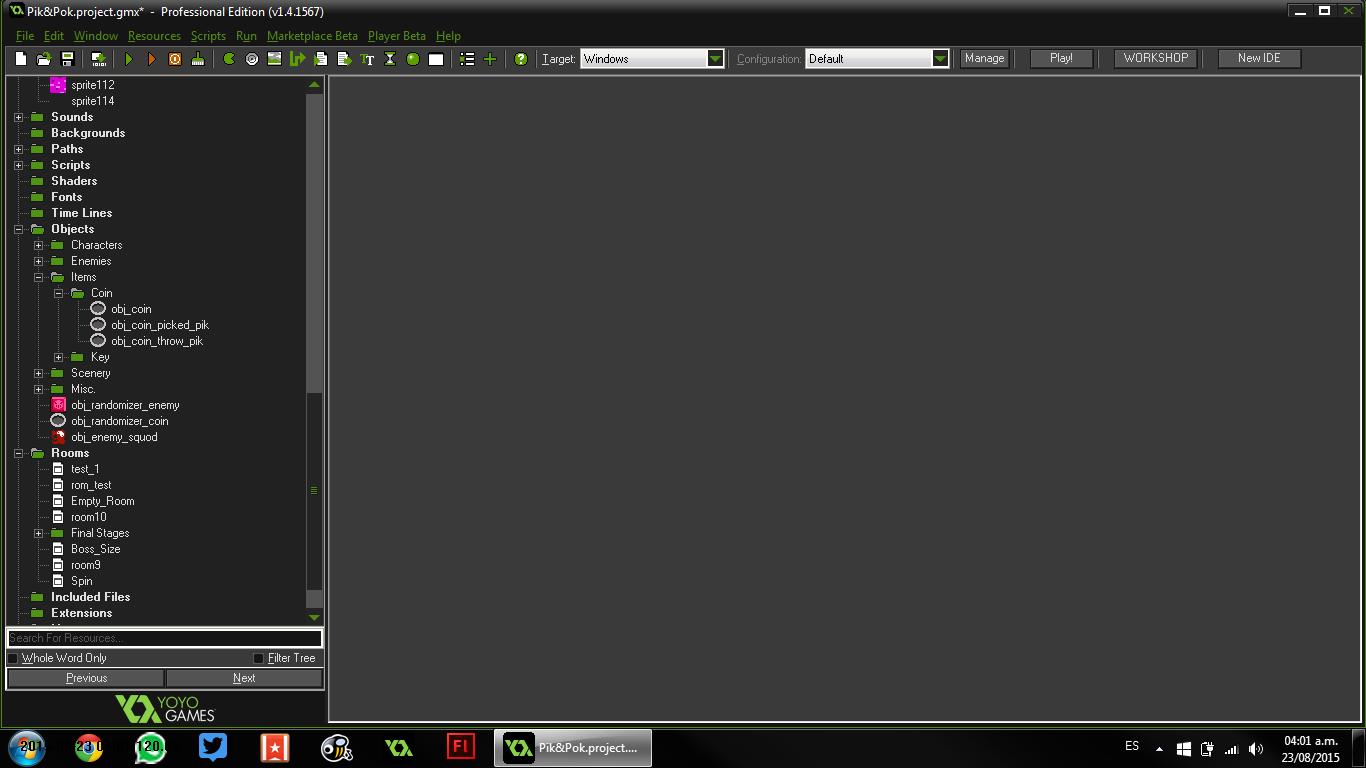 Pik&Pok.project.gmx* - Professional Edition (v1.4.1567)
File Edit Window Resources Scripts Run Marketplace Beta Player Beta Help
Target: Windows Configuration: Default Manage Play! WORKSHOP New IDE
sprite112
sprite114
Sounds
Backgrounds
Paths
Scripts
Shaders
Fonts
Time Lines
Objects
Characters
Enemies
Items
Coin
obj_coin
obj_coin_picked_pik
obj_coin_throw_pik
Key
Scenery
Misc.
obj_randomizer_enemy
obj_randomizer_coin
obj_enemy_squod
Rooms
test_1
rom_test
Empty_Room
room10
Final Stages
Boss_Size
room9
Spin
Included Files
Extensions
Search For Resources...
Whole Word Only Filter Tree
Previous Next
YOYO
GAMES
Pik&Pok.project....
ES
04:01 a.m.
23/08/2015